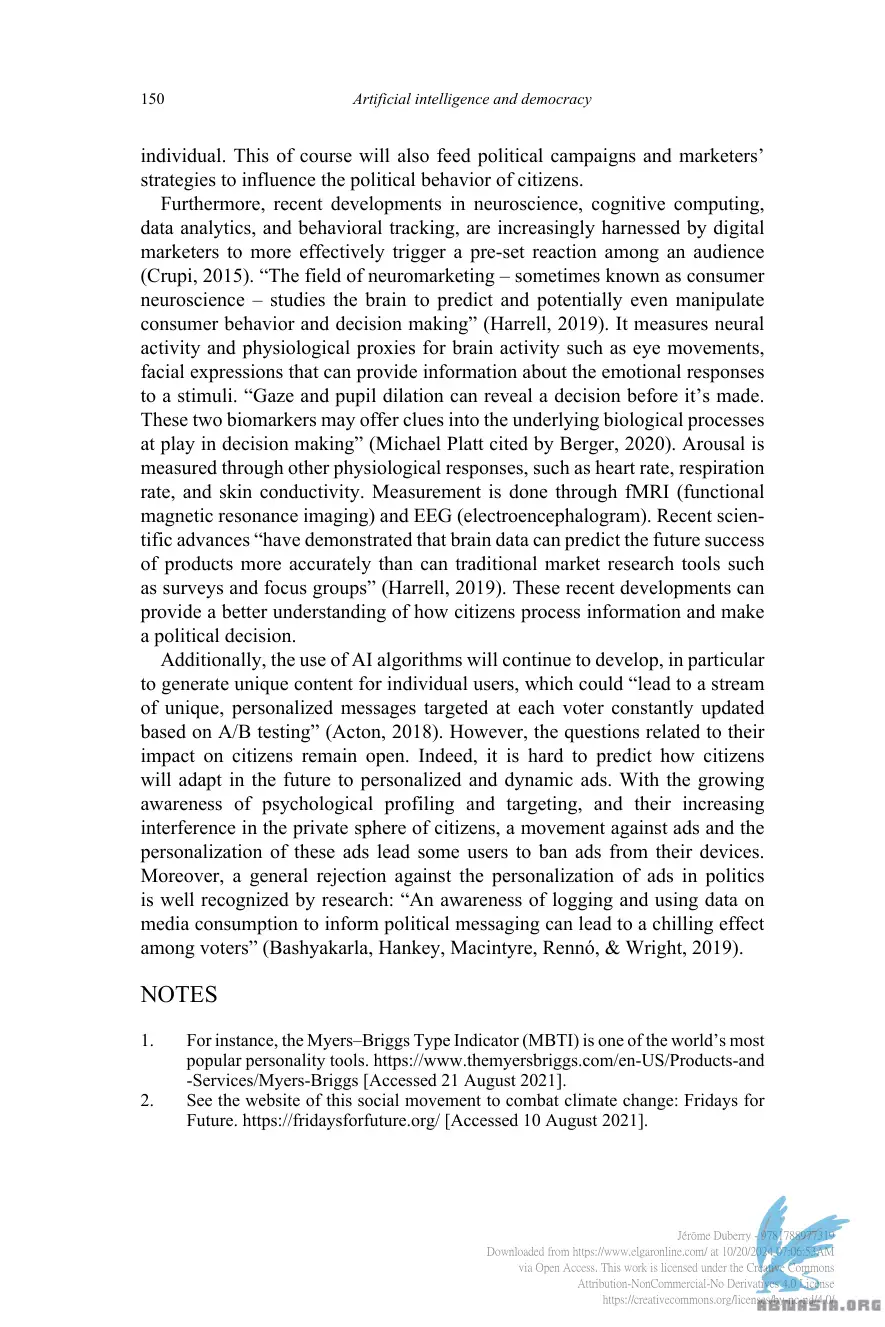 150 Artificial intelligence and democracy
individual. This of course will also feed political campaigns and marketers’
strategies to influence the political behavior of citizens.
Furthermore, recent developments in neuroscience, cognitive computing,
data analytics, and behavioral tracking, are increasingly harnessed by digital
marketers to more effectively trigger a pre-set reaction among an audience
(Crupi, 2015). “The field of neuromarketing – sometimes known as consumer
neuroscience – studies the brain to predict and potentially even manipulate
consumer behavior and decision making” (Harrell, 2019). It measures neural
activity and physiological proxies for brain activity such as eye movements,
facial expressions that can provide information about the emotional responses
to a stimuli. “Gaze and pupil dilation can reveal a decision before it’s made.
These two biomarkers may offer clues into the underlying biological processes
at play in decision making” (Michael Platt cited by Berger, 2020). Arousal is
measured through other physiological responses, such as heart rate, respiration
rate, and skin conductivity. Measurement is done through fMRI (functional
magnetic resonance imaging) and EEG (electroencephalogram). Recent scien-
tific advances “have demonstrated that brain data can predict the future success
of products more accurately than can traditional market research tools such
as surveys and focus groups” (Harrell, 2019). These recent developments can
provide a better understanding of how citizens process information and make
a political decision.
Additionally, the use of AI algorithms will continue to develop, in particular
to generate unique content for individual users, which could “lead to a stream
of unique, personalized messages targeted at each voter constantly updated
based on A/B testing” (Acton, 2018). However, the questions related to their
impact on citizens remain open. Indeed, it is hard to predict how citizens
will adapt in the future to personalized and dynamic ads. With the growing
awareness of psychological profiling and targeting, and their increasing
interference in the private sphere of citizens, a movement against ads and the
personalization of these ads lead some users to ban ads from their devices.
Moreover, a general rejection against the personalization of ads in politics
is well recognized by research: “An awareness of logging and using data on
media consumption to inform political messaging can lead to a chilling effect
among voters” (Bashyakarla, Hankey, Macintyre, Rennó, & Wright, 2019).
NOTES
1. For instance, the Myers–Briggs Type Indicator (MBTI) is one of the world’s most
popular personality tools. https://www.themyersbriggs.com/en-US/Products-and
-Services/Myers-Briggs [Accessed 21 August 2021].
2. See the website of this social movement to combat climate change: Fridays for
Future. https://fridaysforfuture.org/ [Accessed 10 August 2021].
Jérôme Duberry - 9781788977319
Downloaded from https://www.elgaronline.com/ at 10/20/2024 07:06:53AM
via Open Access. This work is licensed under the Creative Commons
Attribution-NonCommercial-No Derivatives 4.0 License
https://creativecommons.org/licenses/by-nc-nd/4.0/
ABTWASIA.ORG